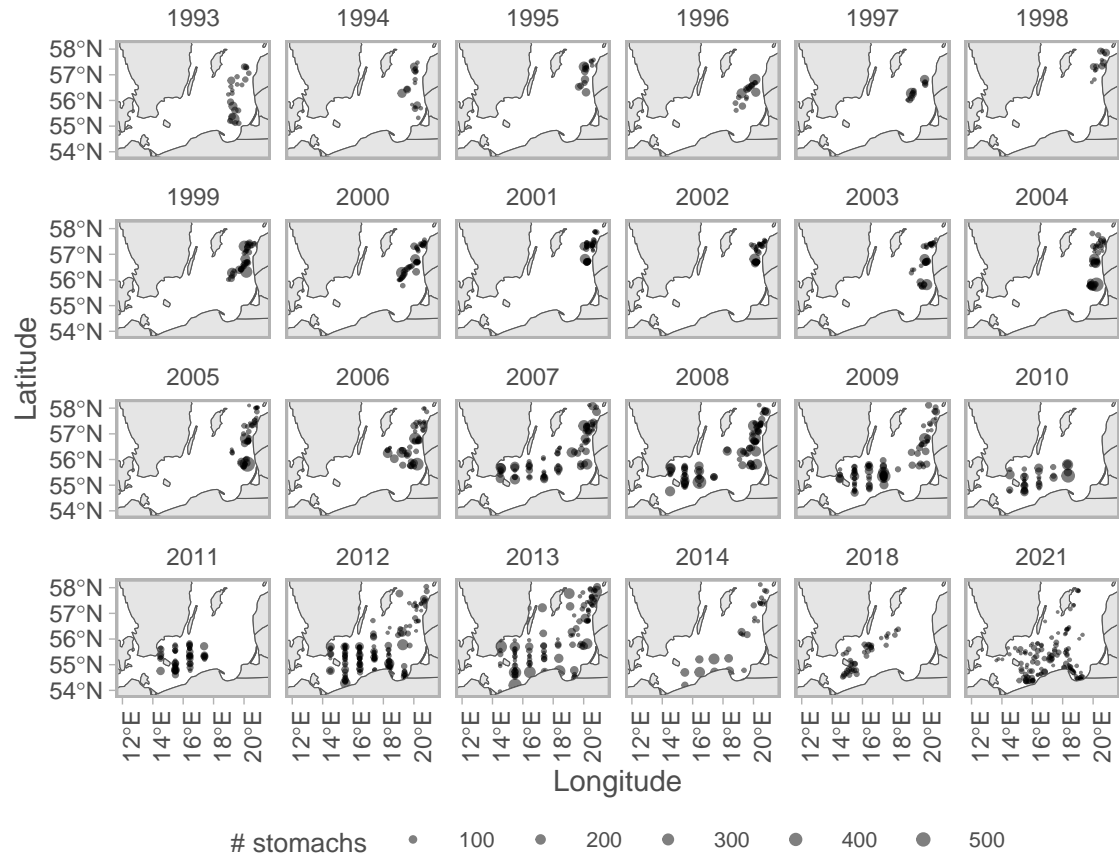 1993 1994 1995 1996 1997 1998
58°N
57°N
56°N
55°N
54°N
1999 2000 2001 2002 2003 2004
58°N
57°N
56°N
55°N
54°N
Latitude
2005 2006 2007 2008 2009 2010
58°N
57°N
56°N
55°N
54°N
2011 2012 2013 2014 2018 2021
58°N
57°N
56°N
55°N
54°N
12°E 14°E 16°E 18°E 20°E 12°E 14°E 16°E 18°E 20°E 12°E 14°E 16°E 18°E 20°E 12°E 14°E 16°E 18°E 20°E 12°E 14°E 16°E 18°E 20°E 12°E 14°E 16°E 18°E 20°E
Longitude
# stomachs 100 200 300 400 500